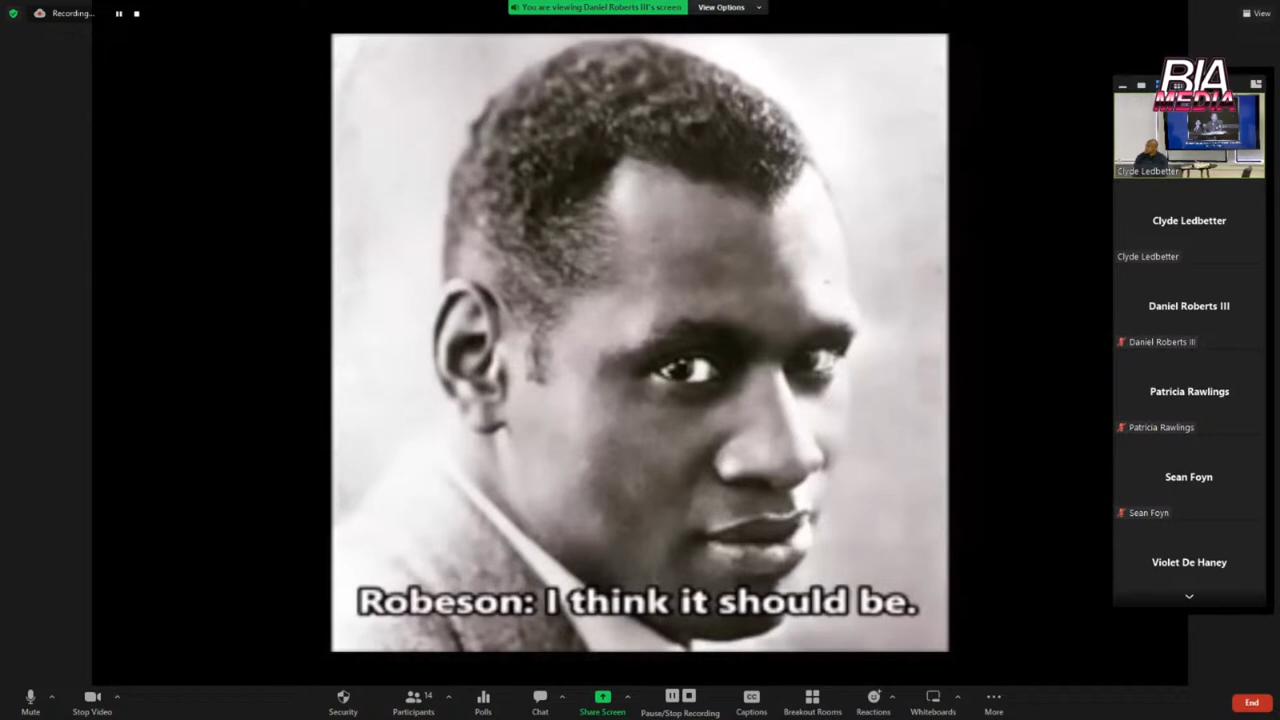 Recording...
You are viewing Daniel Roberts III's screen
View Options
View
BIA
MEDIA
Clyde Ledbetter
Clyde Ledbetter
Clyde Ledbetter
Daniel Roberts III
Daniel Roberts III
Patricia Rawlings
Patricia Rawlings
Sean Foyn
Sean Foyn
Violet De Haney
Robeson: I think it should be.
Mute
Stop Video
Security
Participants
14
Polls
Chat
Share Screen
Pause/Stop Recording
Captions
Breakout Rooms
Reactions
Whiteboards
More
End